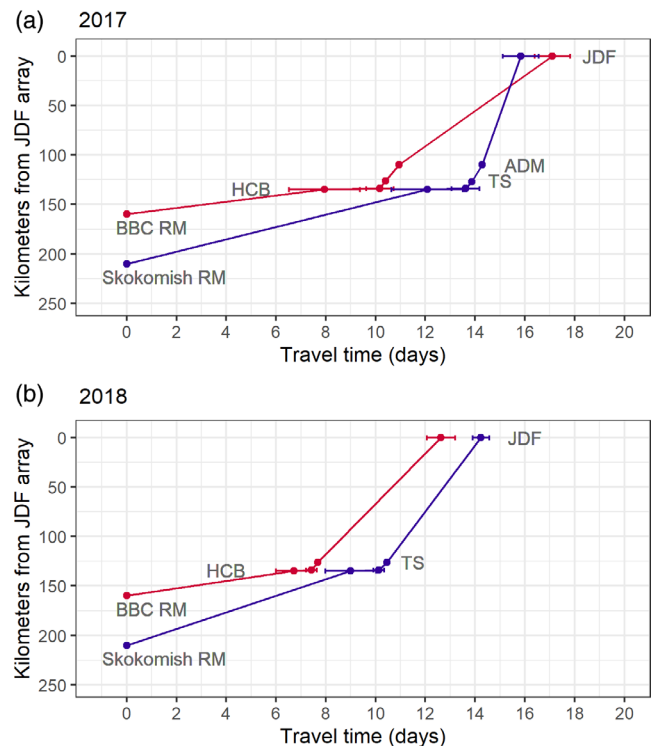 (a) 2017
Kilometers from JDF array
0
50
100
150
200
250
JDF
ADM
TS
HCB
BBC RM
Skokomish RM
0 2 4 6 8 10 12 14 16 18 20
Travel time (days)
(b) 2018
Kilometers from JDF array
0
50
100
150
200
250
JDF
TS
HCB
BBC RM
Skokomish RM
0 2 4 6 8 10 12 14 16 18 20
Travel time (days)